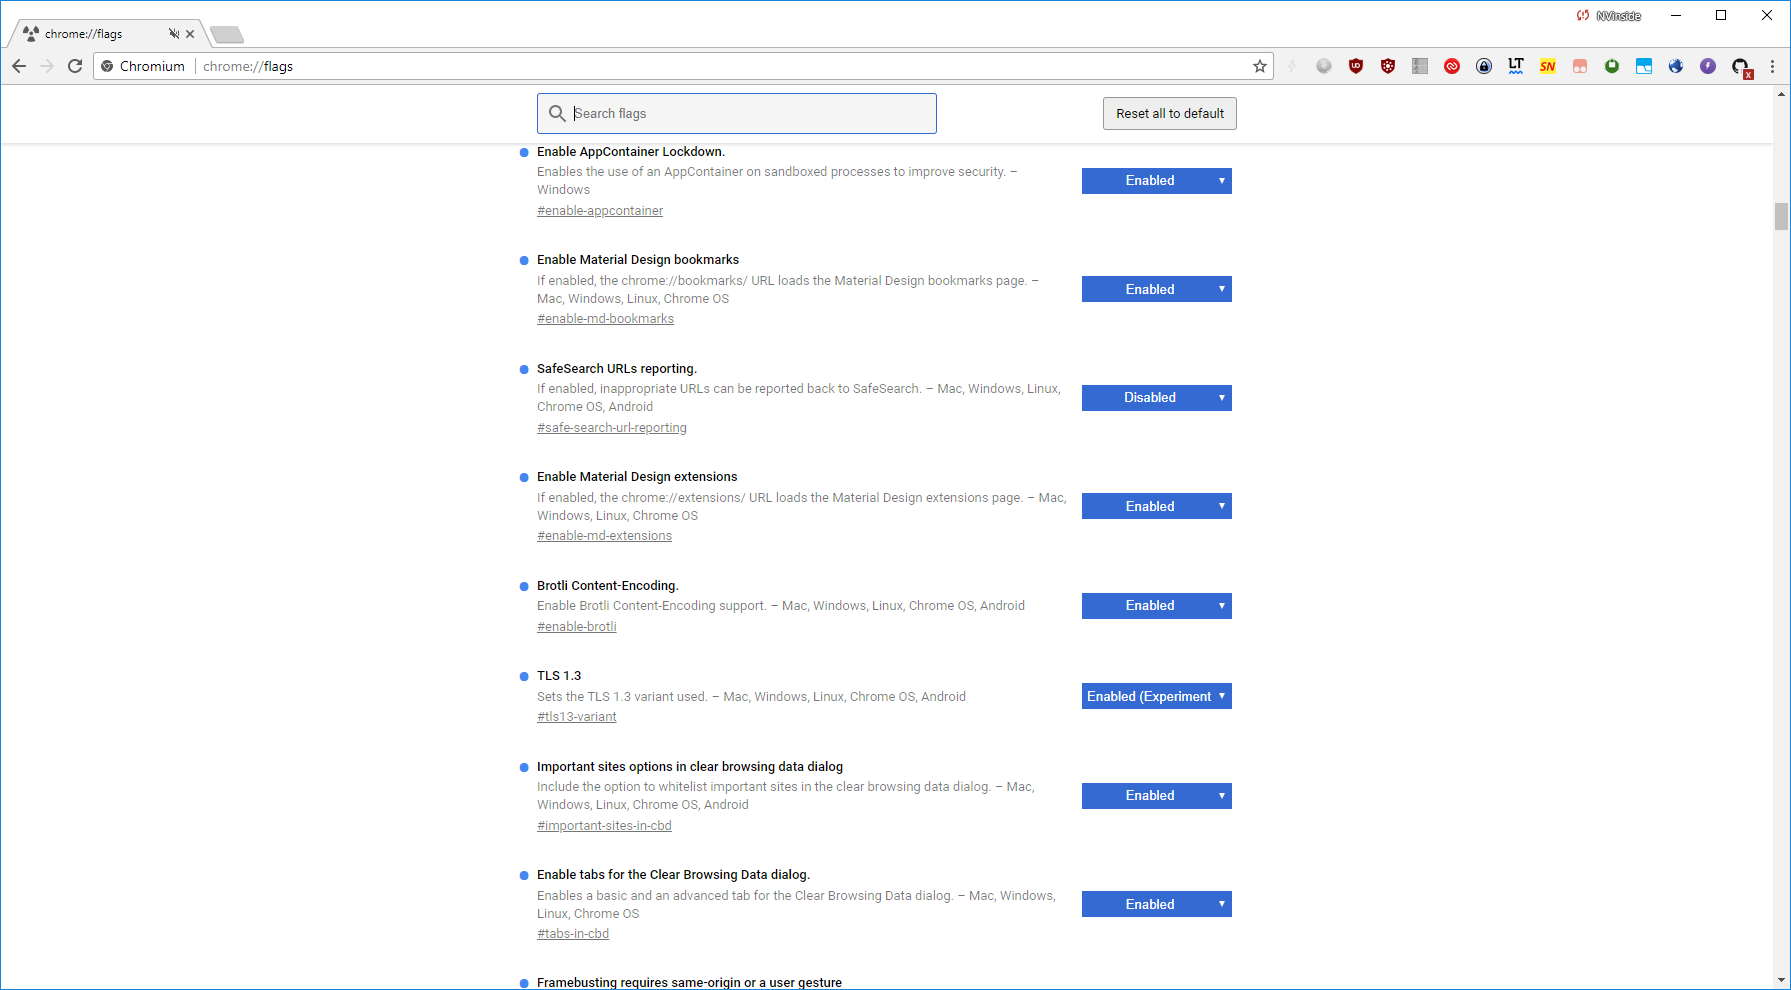 NVinside
chrome://flags
Chromium
chrome://flags
LT
SN
x
Search flags
Reset all to default
Enable AppContainer Lockdown.
Enables the use of an AppContainer on sandboxed processes to improve security. –
Windows
#enable-appcontainer
Enabled
Enable Material Design bookmarks
If enabled, the chrome://bookmarks/ URL loads the Material Design bookmarks page. –
Mac, Windows, Linux, Chrome OS
#enable-md-bookmarks
Enabled
SafeSearch URLs reporting.
If enabled, inappropriate URLs can be reported back to SafeSearch. – Mac, Windows, Linux,
Chrome OS, Android
#safe-search-url-reporting
Disabled
Enable Material Design extensions
If enabled, the chrome://extensions/ URL loads the Material Design extensions page. – Mac,
Windows, Linux, Chrome OS
#enable-md-extensions
Enabled
Brotli Content-Encoding.
Enable Brotli Content-Encoding support. – Mac, Windows, Linux, Chrome OS, Android
#enable-brotli
Enabled
TLS 1.3
Sets the TLS 1.3 variant used. – Mac, Windows, Linux, Chrome OS, Android
#tls13-variant
Enabled (Experiment
Important sites options in clear browsing data dialog
Include the option to whitelist important sites in the clear browsing data dialog. – Mac,
Windows, Linux, Chrome OS, Android
#important-sites-in-cbd
Enabled
Enable tabs for the Clear Browsing Data dialog.
Enables a basic and an advanced tab for the Clear Browsing Data dialog. – Mac, Windows,
Linux, Chrome OS
#tabs-in-cbd
Enabled
Framebusting requires same-origin or a user gesture